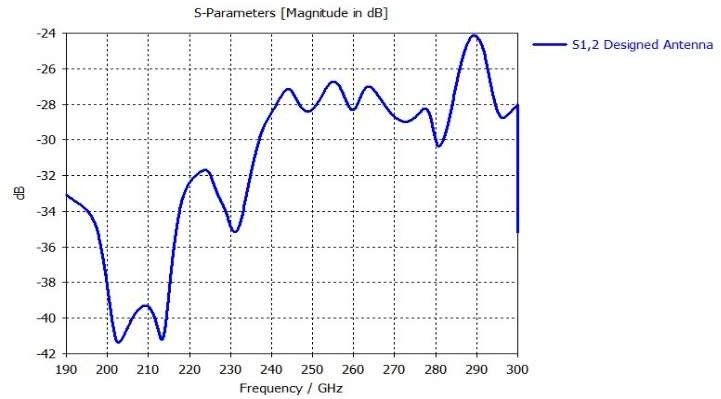 S-Parameters [Magnitude in dB]
S1,2 Designed Antenna
dB
-24
-26
-28
-30
-32
-34
-36
-38
-40
-42
190 200 210 220 230 240 250 260 270 280 290 300
Frequency / GHz